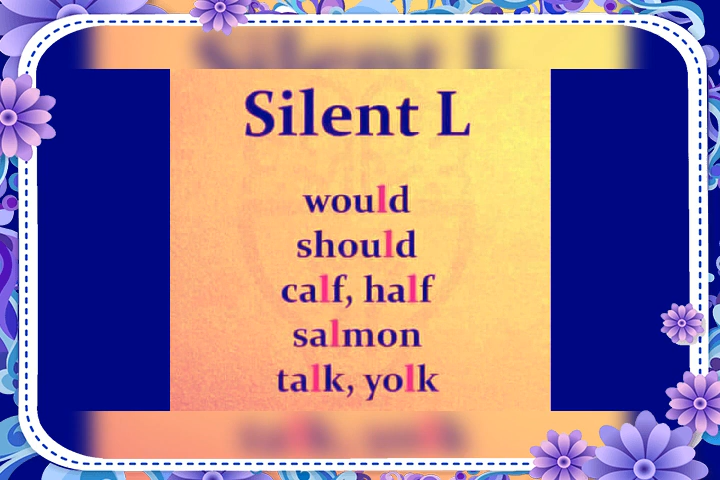 Silent L
would
should
calf, half
salmon
talk, yolk